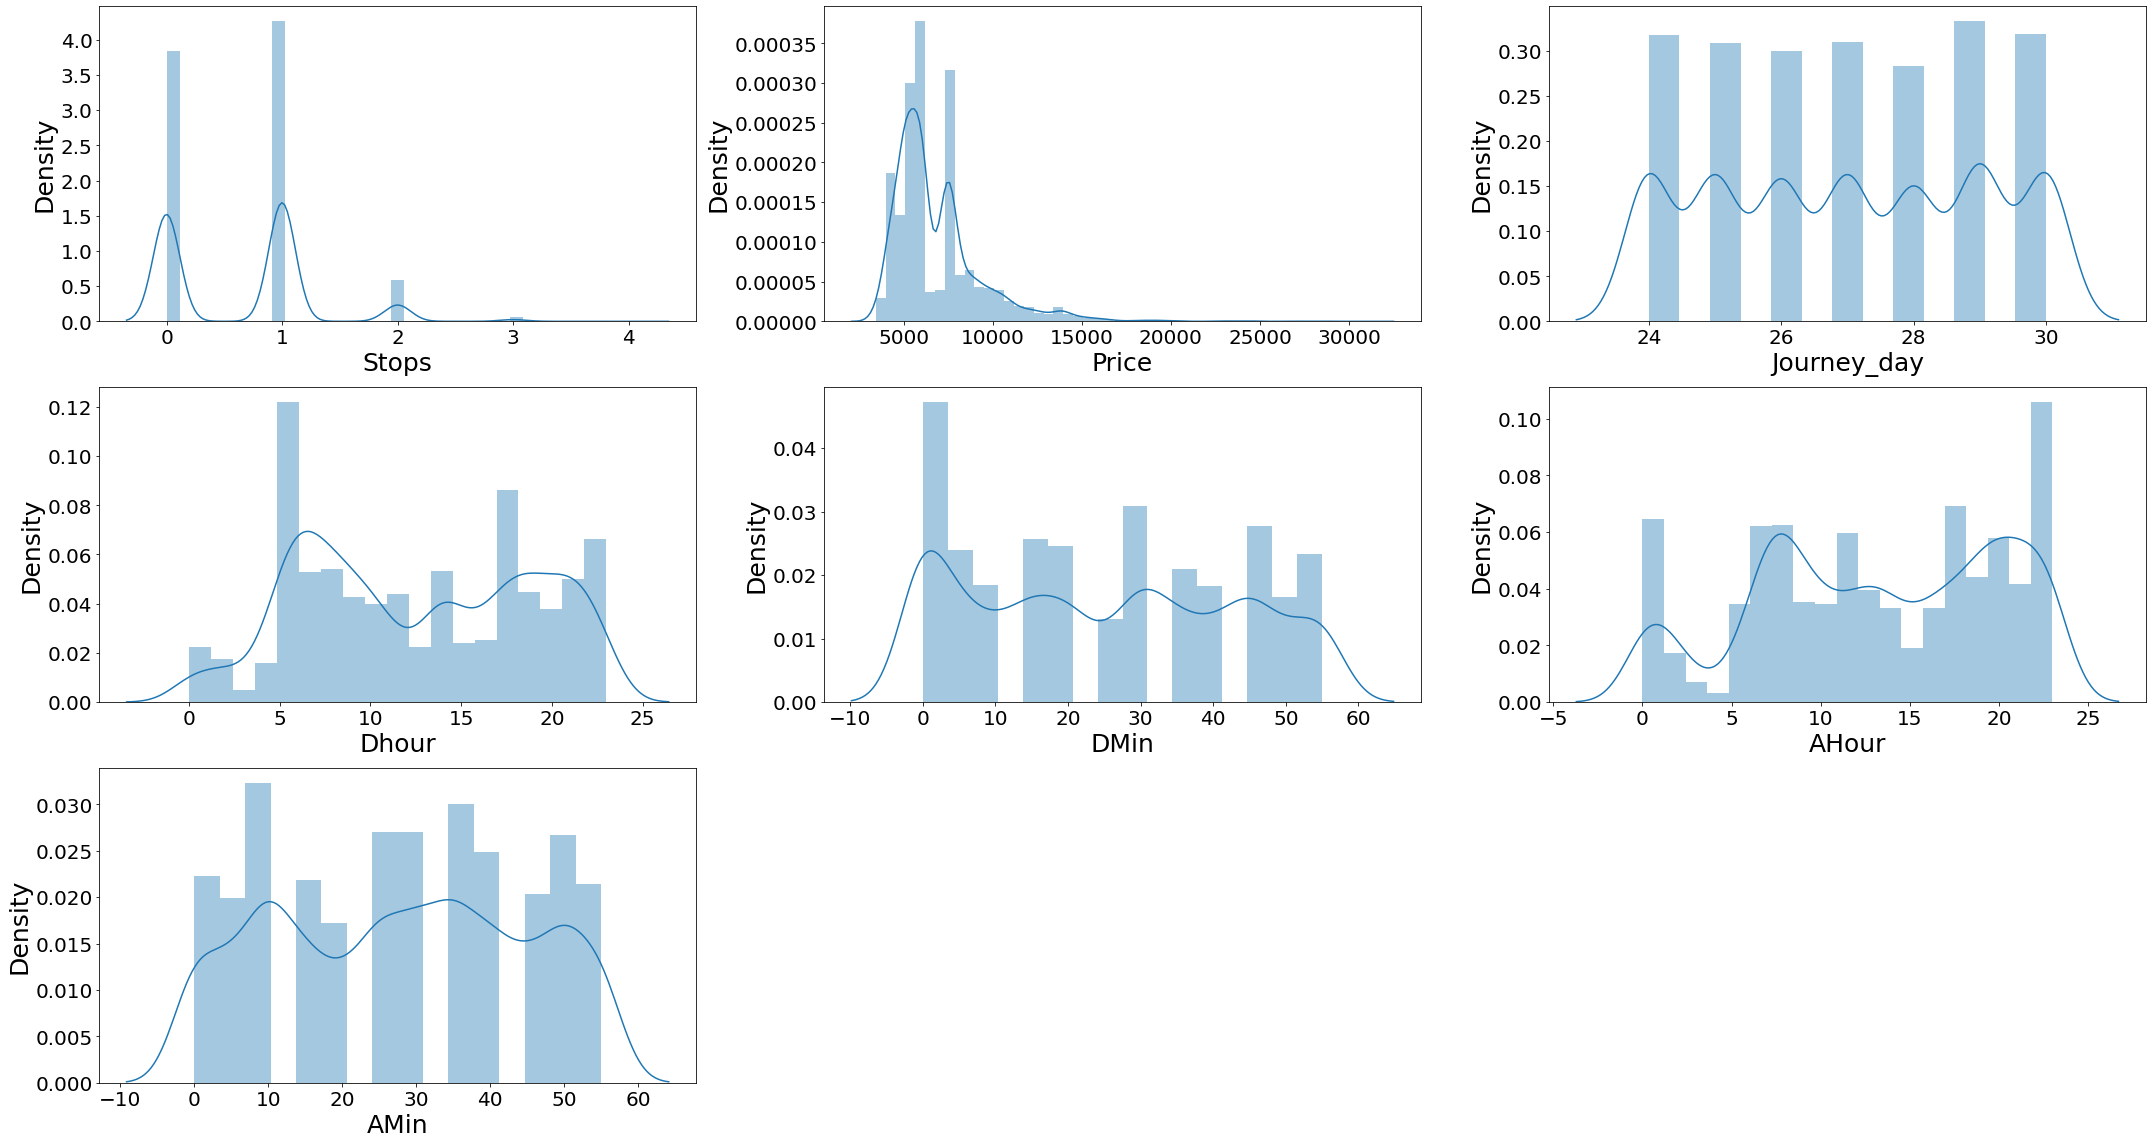 Density
4.0
3.5
3.0
2.5
2.0
1.5
1.0
0.5
0.0
0 1 2 3 4
Stops
Density
0.00035
0.00030
0.00025
0.00020
0.00015
0.00010
0.00005
0.00000
5000 10000 15000 20000 25000 30000
Price
Density
0.30
0.25
0.20
0.15
0.10
0.05
0.00
24 26 28 30
Journey_day
Density
0.12
0.10
0.08
0.06
0.04
0.02
0.00
0 5 10 15 20 25
Dhour
Density
0.04
0.03
0.02
0.01
0.00
−10 0 10 20 30 40 50 60
DMin
Density
0.10
0.08
0.06
0.04
0.02
0.00
−5 0 5 10 15 20 25
AHour
Density
0.030
0.025
0.020
0.015
0.010
0.005
0.000
−10 0 10 20 30 40 50 60
AMin